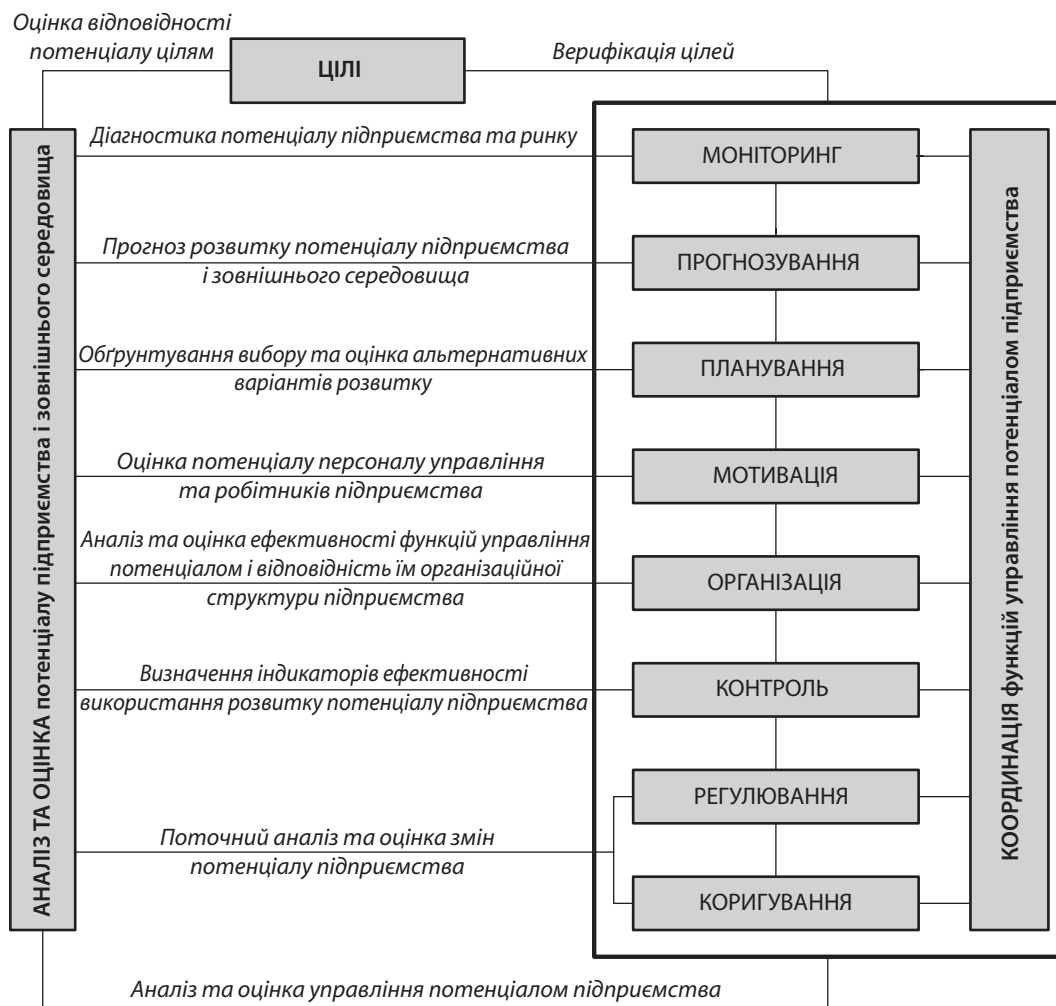 Оцінка відповідності
потенціалу цілям
ЦІЛІ
Верифікація цілей
АНАЛІЗ ТА ОЦІНКА потенціалу підприємства і зовнішнього середовища
Діагностика потенціалу підприємства та ринку
МОНІТОРИНГ
Прогноз розвитку потенціалу підприємства
і зовнішнього середовища
ПРОГНОЗУВАННЯ
Обґрунтування вибору та оцінка альтернативних
варіантів розвитку
ПЛАНУВАННЯ
Оцінка потенціалу персоналу управління
та робітників підприємства
МОТИВАЦІЯ
Аналіз та оцінка ефективності функцій управління
потенціалом і відповідність їм організаційної
структури підприємства
ОРГАНІЗАЦІЯ
Визначення індикаторів ефективності
використання розвитку потенціалу підприємства
КОНТРОЛЬ
РЕГУЛЮВАННЯ
Поточний аналіз та оцінка змін
потенціалу підприємства
КОРИГУВАННЯ
КООРДИНАЦІЯ функцій управління потенціалом підприємства
Аналіз та оцінка управління потенціалом підприємства